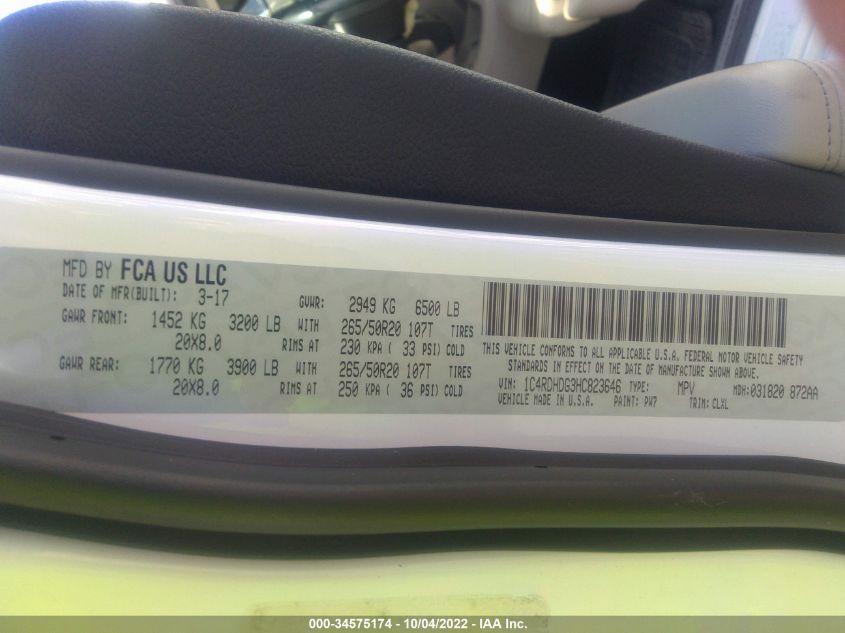 MFD BY FCA US LLC
DATE OF MFR(BUILT): 3-17 GVWR: 2949 KG 6500 LB
GAWR FRONT: 1452 KG 3200 LB WITH 265/50R20 107T TIRES
20X8.0 RIMS AT 230 KPA ( 33 PSI) COLD
GAWR REAR: 1770 KG 3900 LB WITH 265/50R20 107T TIRES
20X8.0 RIMS AT 250 KPA ( 36 PSI) COLD
THIS VEHICLE CONFORMS TO ALL APPLICABLE U.S.A. FEDERAL MOTOR VEHICLE SAFETY
STANDARDS IN EFFECT ON THE DATE OF MANUFACTURE SHOWN ABOVE.
VIN: 1C4RDHDG3HC823646 TYPE: MPV MDH:031820 872AA
VEHICLE MADE IN U.S.A. PAINT: PW7 TRIM: CLXL
000-34575174 - 10/04/2022 - IAA Inc.